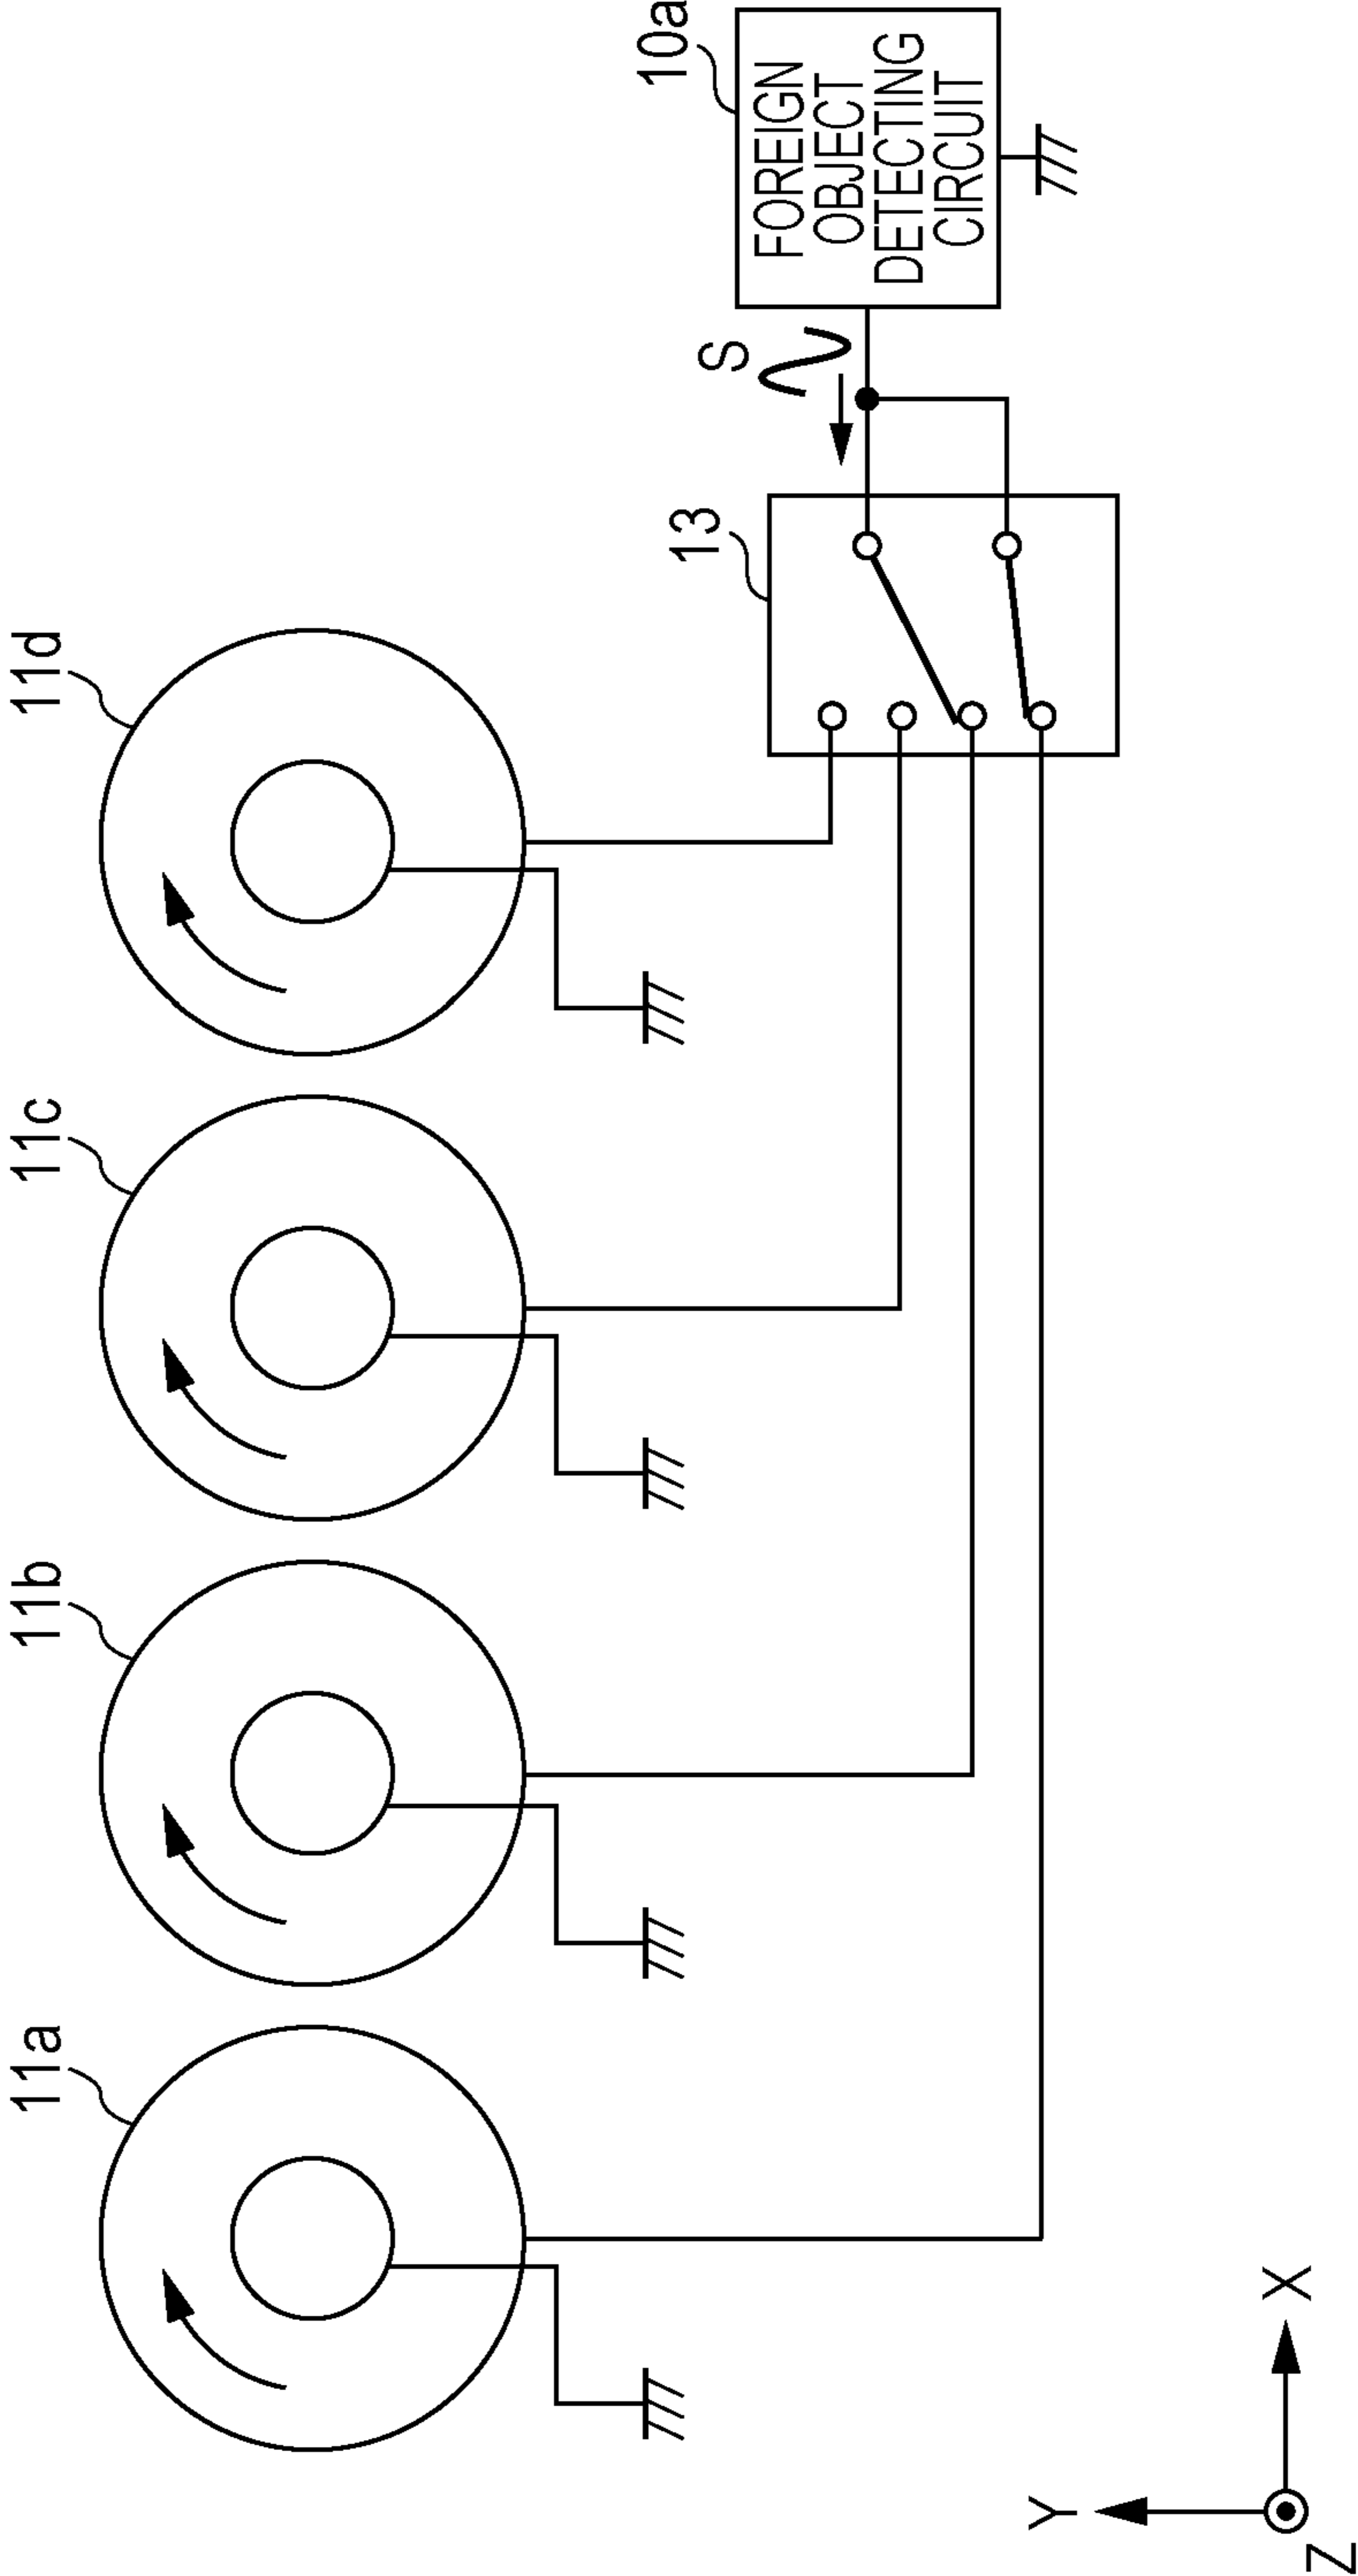 11a
11b
11c
11d
13
S
10a
FOREIGN
OBJECT
DETECTING
CIRCUIT
Y
X
Z